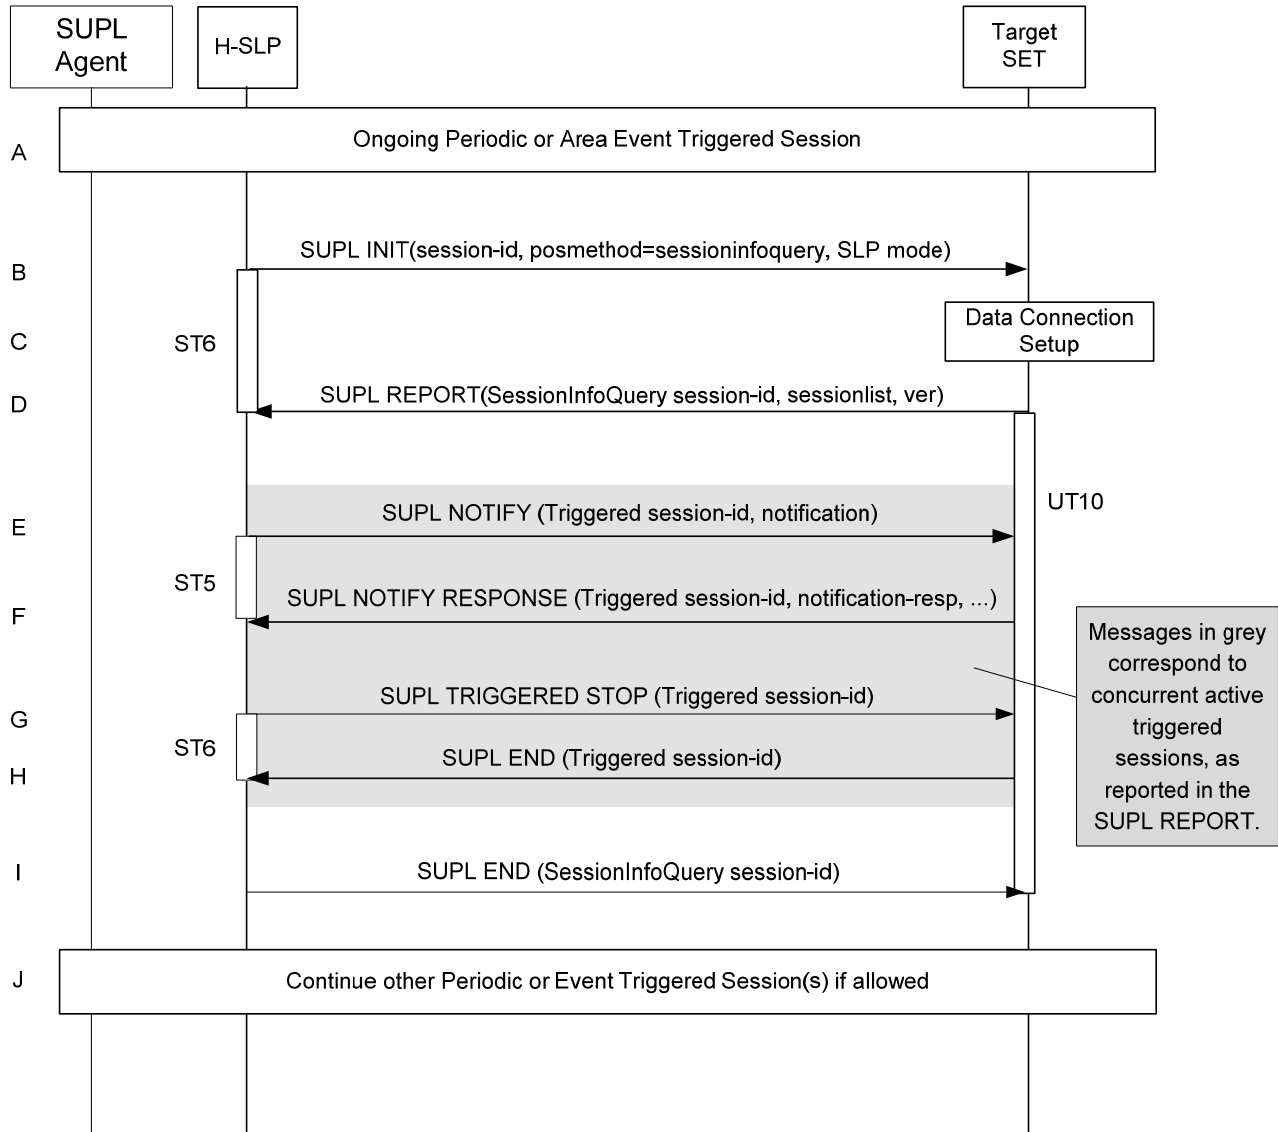 SUPL
Agent
H-SLP
Target
SET
A
Ongoing Periodic or Area Event Triggered Session
SUPL INIT(session-id, posmethod=sessioninfoquery, SLP mode)
B
Data Connection
Setup
C
ST6
SUPL REPORT(SessionInfoQuery session-id, sessionlist, ver)
D
UT10
SUPL NOTIFY (Triggered session-id, notification)
E
ST5
SUPL NOTIFY RESPONSE (Triggered session-id, notification-resp, ...)
F
Messages in grey
correspond to
concurrent active
triggered
sessions, as
reported in the
SUPL REPORT.
SUPL TRIGGERED STOP (Triggered session-id)
G
ST6
SUPL END (Triggered session-id)
H
SUPL END (SessionInfoQuery session-id)
I
J
Continue other Periodic or Event Triggered Session(s) if allowed